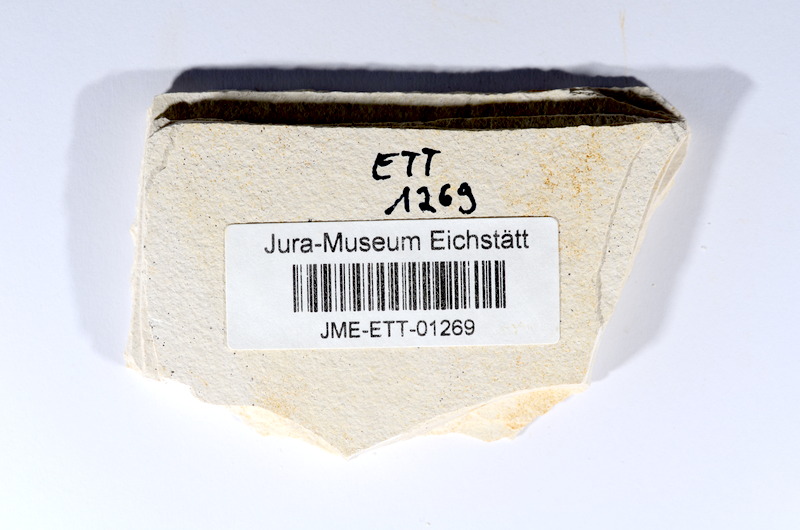 ETT
1269
Jura-Museum Eichstätt
JME-ETT-01269